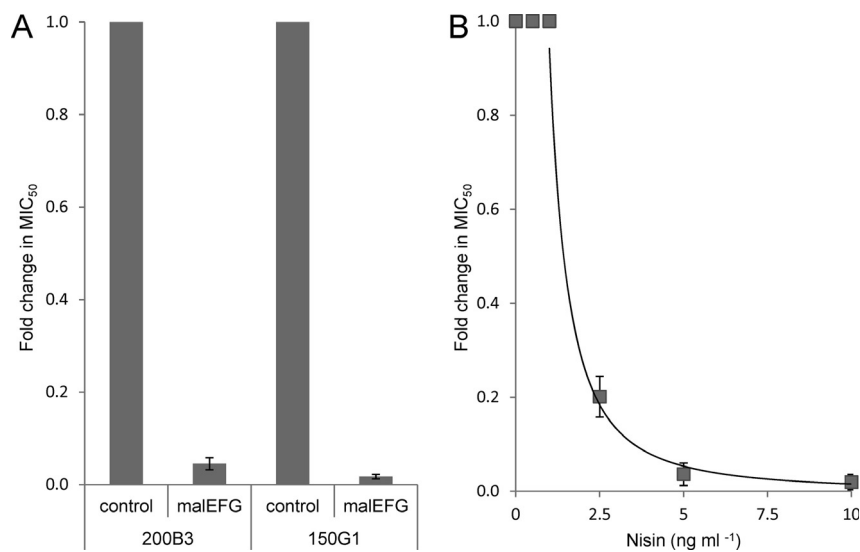 A
Fold change in MIC50
1.0
0.8
0.6
0.4
0.2
0.0
control malEFG control malEFG
200B3 150G1
B
Fold change in MIC50
1.0
0.8
0.6
0.4
0.2
0.0
0 2.5 5 7.5 10
Nisin (ng ml -1)